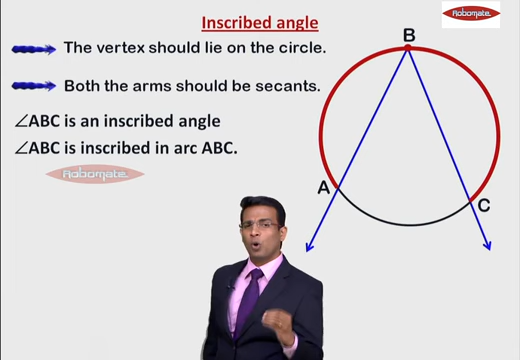 Inscribed angle
Robomate
The vertex should lie on the circle.
B
Both the arms should be secants.
∠ABC is an inscribed angle
∠ABC is inscribed in arc ABC.
Robomate
A
C